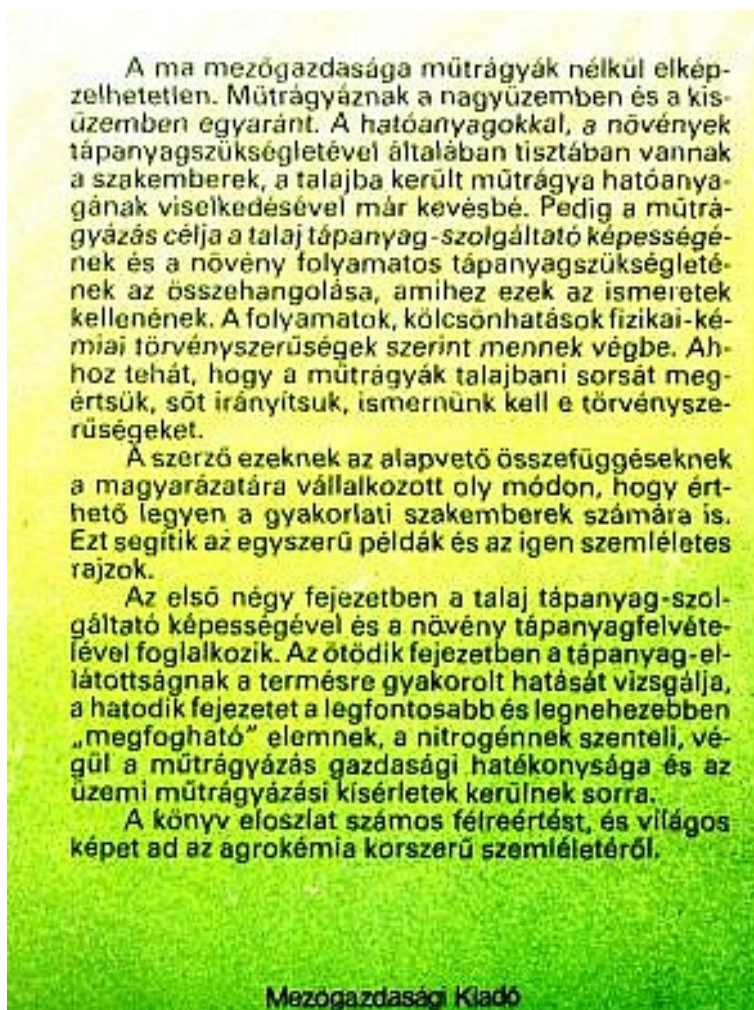 A ma mezőgazdasága műtrágyák nélkül elkép-
zelhetetlen. Műtrágyáznak a nagyüzemben és a kis-
üzemben egyaránt. A hatóanyagokkal, a növények
tápanyagszükségletével általában tisztában vannak
a szakemberek, a talajba került műtrágya hatóanya-
gának viselkedésével már kevésbé. Pedig a műtrá-
gyázás célja a talaj tápanyag-szolgáltató képességé-
nek és a növény folyamatos tápanyagszükségleté-
nek az összehangolása, amihez ezek az ismeretek
kellenének. A folyamatok, kölcsönhatások fizikai-ké-
miai törvényszerűségek szerint mennek végbe. Ah-
hoz tehát, hogy a műtrágyák talajbani sorsát meg-
értsük, sőt irányítsuk, ismernünk kell e törvénysze-
rűségeket.
A szerző ezeknek az alapvető összefüggéseknek
a magyarázatára vállalkozott oly módon, hogy ért-
hető legyen a gyakorlati szakemberek számára is.
Ezt segítik az egyszerű példák és az igen szemléletes
rajzok.
Az első négy fejezetben a talaj tápanyag-szol-
gáltató képességével és a növény tápanyagfelvéte-
lével foglalkozik. Az ötödik fejezetben a tápanyag-el-
látottságnak a termésre gyakorolt hatását vizsgálja,
a hatodik fejezetet a legfontosabb és legnehezebben
„megfogható" elemnek, a nitrogénnek szenteli, vé-
gül a műtrágyázás gazdasági hatékonysága és az
üzemi műtrágyázási kísérletek kerülnek sorra.
A könyv eloszlat számos félreértést, és világos
képet ad az agrokémia korszerű szemléletéről.
Mezőgazdasági Kiadó